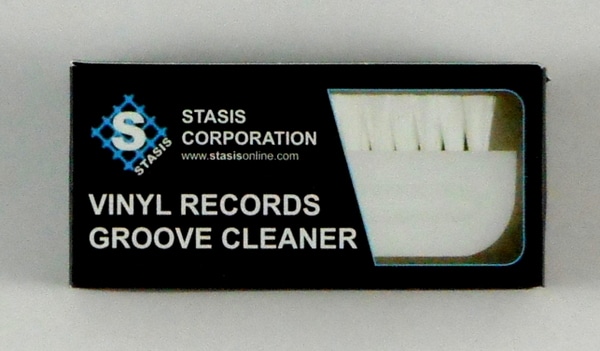 S
STASIS
STASIS
CORPORATION
www.stasisonline.com
VINYL RECORDS
GROOVE CLEANER